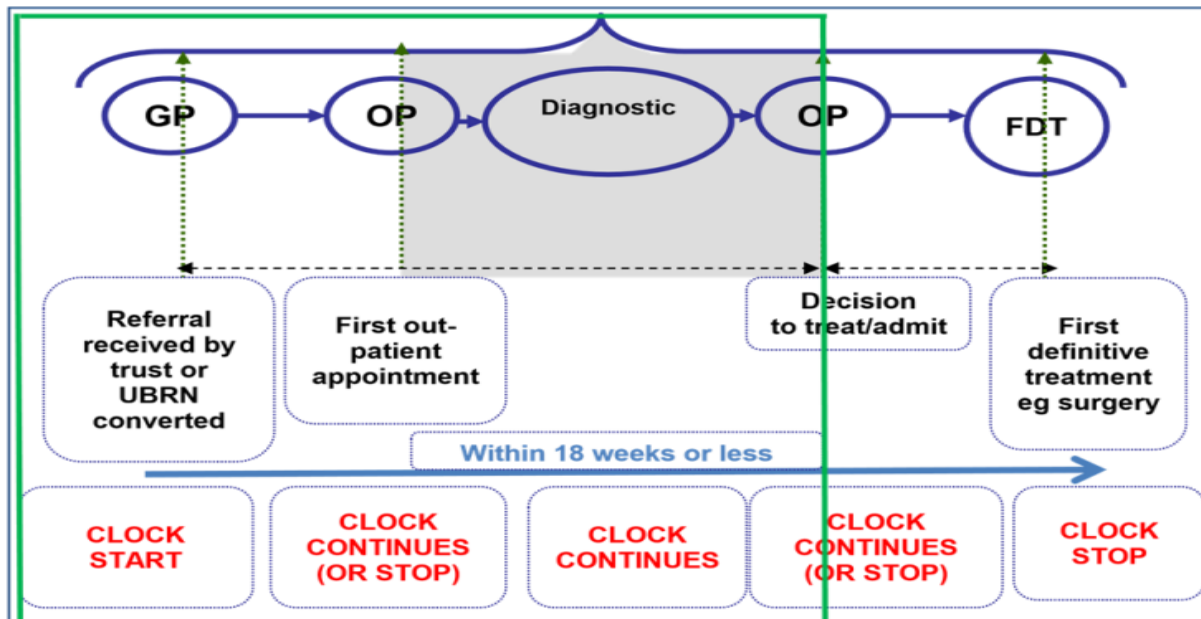 GP
OP
Diagnostic
OP
FDT
Referral
received by
trust or
UBRN
converted
First out-
patient
appointment
Decision
to treat/admit
First
definitive
treatment
eg surgery
Within 18 weeks or less
CLOCK
START
CLOCK
CONTINUES
(OR STOP)
CLOCK
CONTINUES
CLOCK
CONTINUES
(OR STOP)
CLOCK
STOP